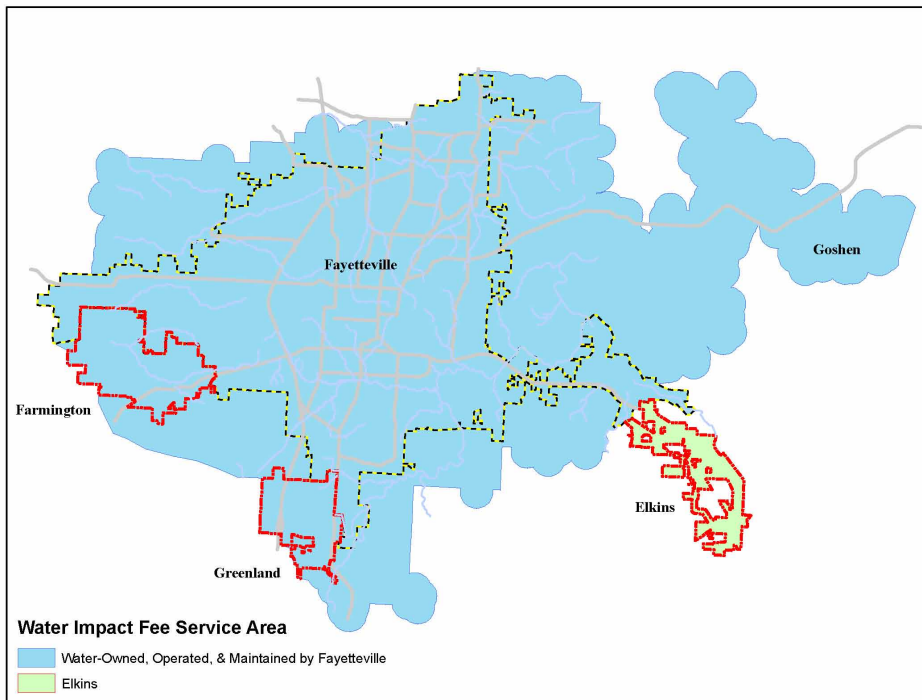 Goshen
Fayetteville
Farmington
Elkins
Greenland
Water Impact Fee Service Area
Water-Owned, Operated, & Maintained by Fayetteville
Elkins